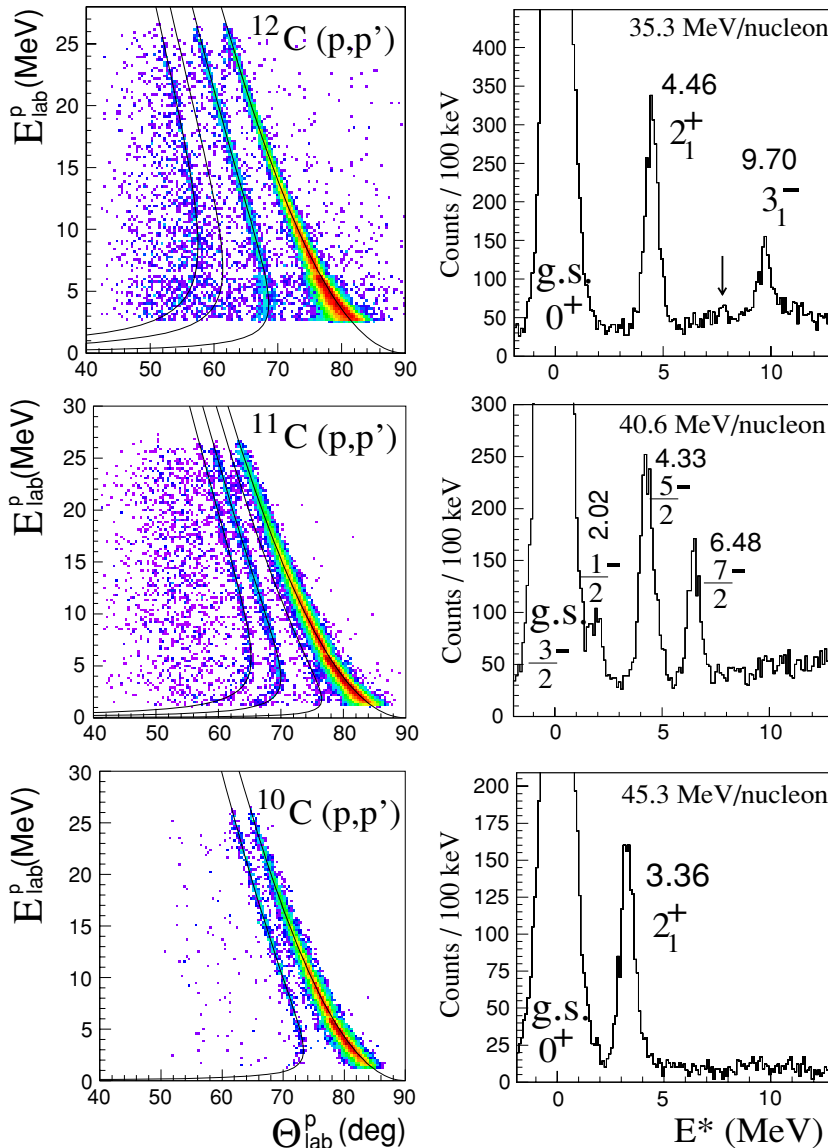 12C (p,p')
E p lab (MeV)
25
20
15
10
5
0
40 50 60 70 80 90
35.3 MeV/nucleon
Counts / 100 keV
400
350
300
250
200
150
100
50
0
4.46
2 + 1
9.70
3 - 1
g.s.
0+
0 5 10
11C (p,p')
E p lab (MeV)
30
25
20
15
10
5
0
40 50 60 70 80 90
40.6 MeV/nucleon
Counts / 100 keV
300
250
200
150
100
50
0
2.02
1/2 -
4.33
5/2 -
6.48
7/2 -
g.s.
3/2 -
0 5 10
10C (p,p')
E p lab (MeV)
30
25
20
15
10
5
0
40 50 60 70 80 90
Θ p lab (deg)
45.3 MeV/nucleon
Counts / 100 keV
200
175
150
125
100
75
50
25
0
3.36
2 + 1
g.s.
0+
0 5 10
E* (MeV)